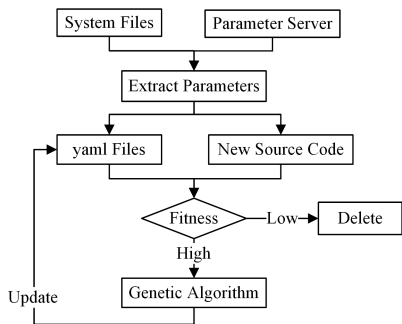 System Files
Parameter Server
Extract Parameters
yaml Files
New Source Code
Fitness
Low
Delete
High
Genetic Algorithm
Update